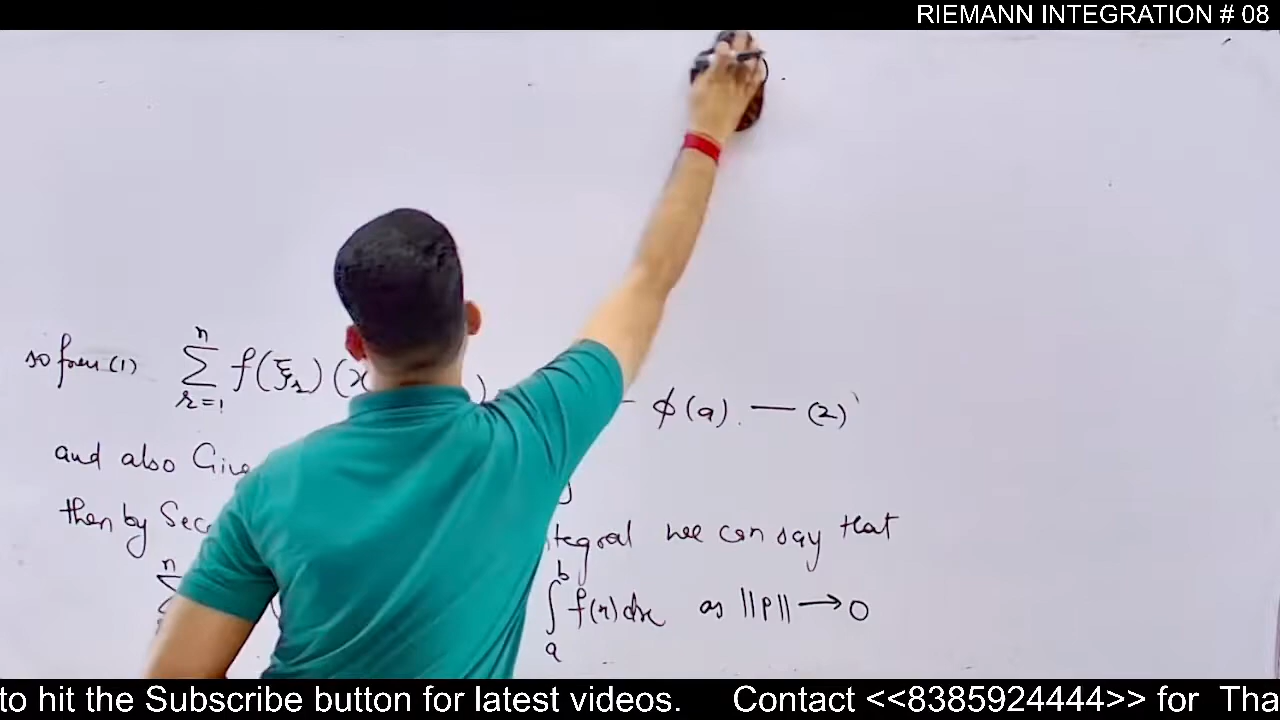 RIEMANN INTEGRATION # 08
so from (1) n ∑ r=1 f(ξr)(x )
- ϕ(a). — (2)
and also Give
then by Sec tegral we can say that
n ∑ b ∫ a f(x)dx as ||P|| → 0
to hit the Subscribe button for latest videos. Contact <<8385924444>> for Tha